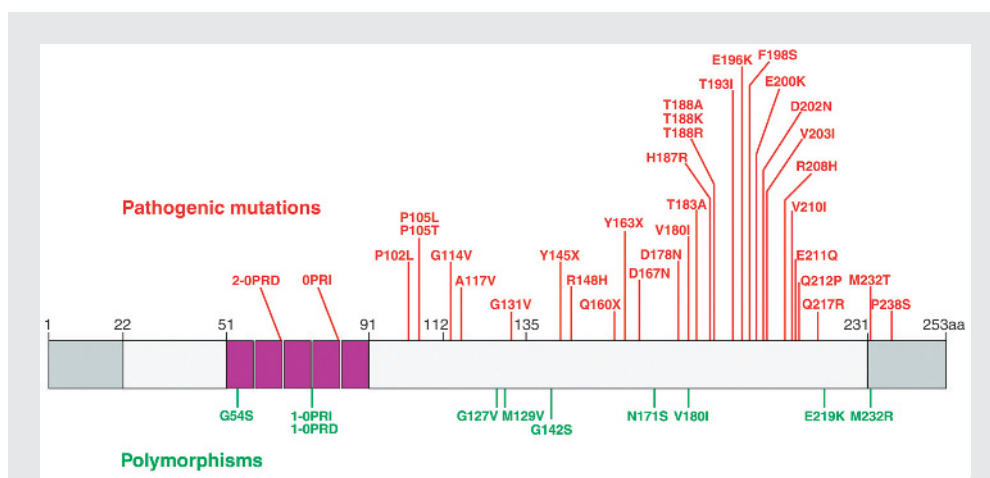 E196K
F198S
T193I
E200K
T188A
T188K
T188R
D202N
V203I
H187R
R208H
Pathogenic mutations
T183A
V210I
P105L
P105T
Y163X
V180I
P102L
G114V
Y145X
D178N
E211Q
2-0PRD
0PRI
A117V
R148H
D167N
Q212P
M232T
G131V
Q160X
Q217R
P238S
1
22
51
91
112
135
231
253aa
G54S
1-0PRI
1-0PRD
G127V
M129V
G142S
N171S
V180I
E219K
M232R
Polymorphisms